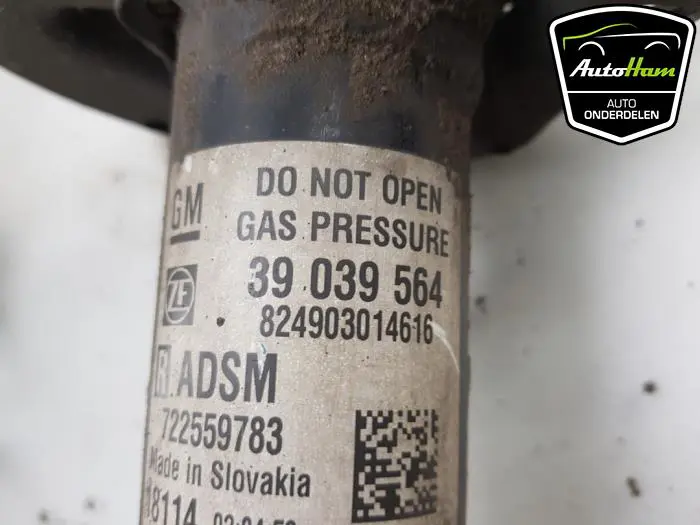 AutoHam
AUTO
ONDERDELEN
DO NOT OPEN
GM
GAS PRESSURE
ZF
39 039 564
824903014616
R ADSM
722559783
Made in Slovakia
18114